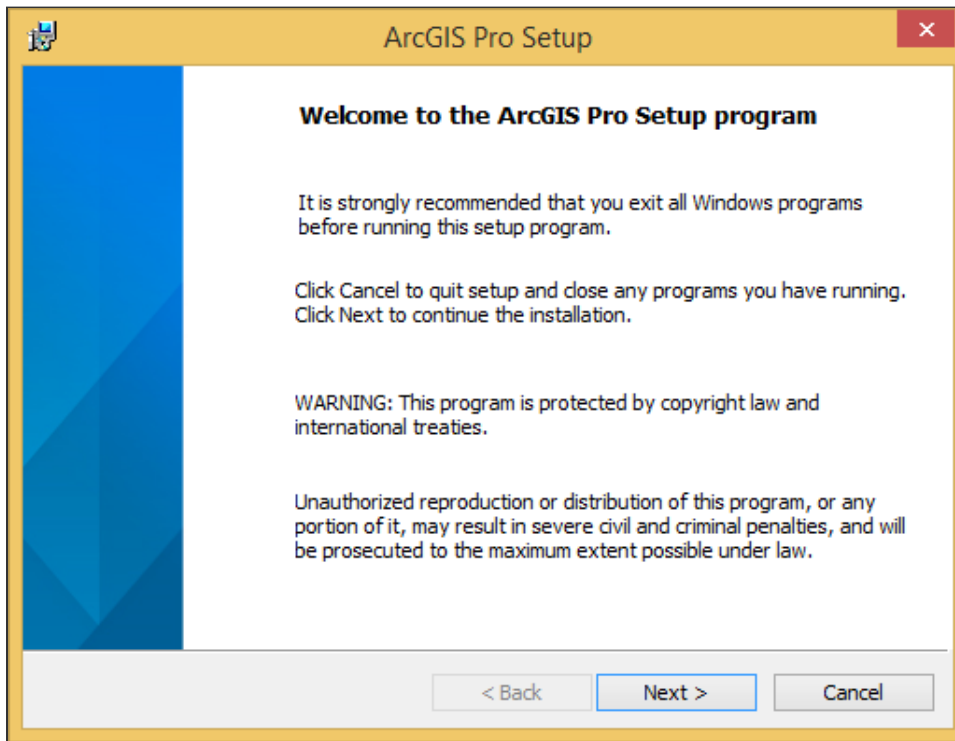 ArcGIS Pro Setup
Welcome to the ArcGIS Pro Setup program
It is strongly recommended that you exit all Windows programs
before running this setup program.
Click Cancel to quit setup and close any programs you have running.
Click Next to continue the installation.
WARNING: This program is protected by copyright law and
international treaties.
Unauthorized reproduction or distribution of this program, or any
portion of it, may result in severe civil and criminal penalties, and will
be prosecuted to the maximum extent possible under law.
< Back
Next >
Cancel